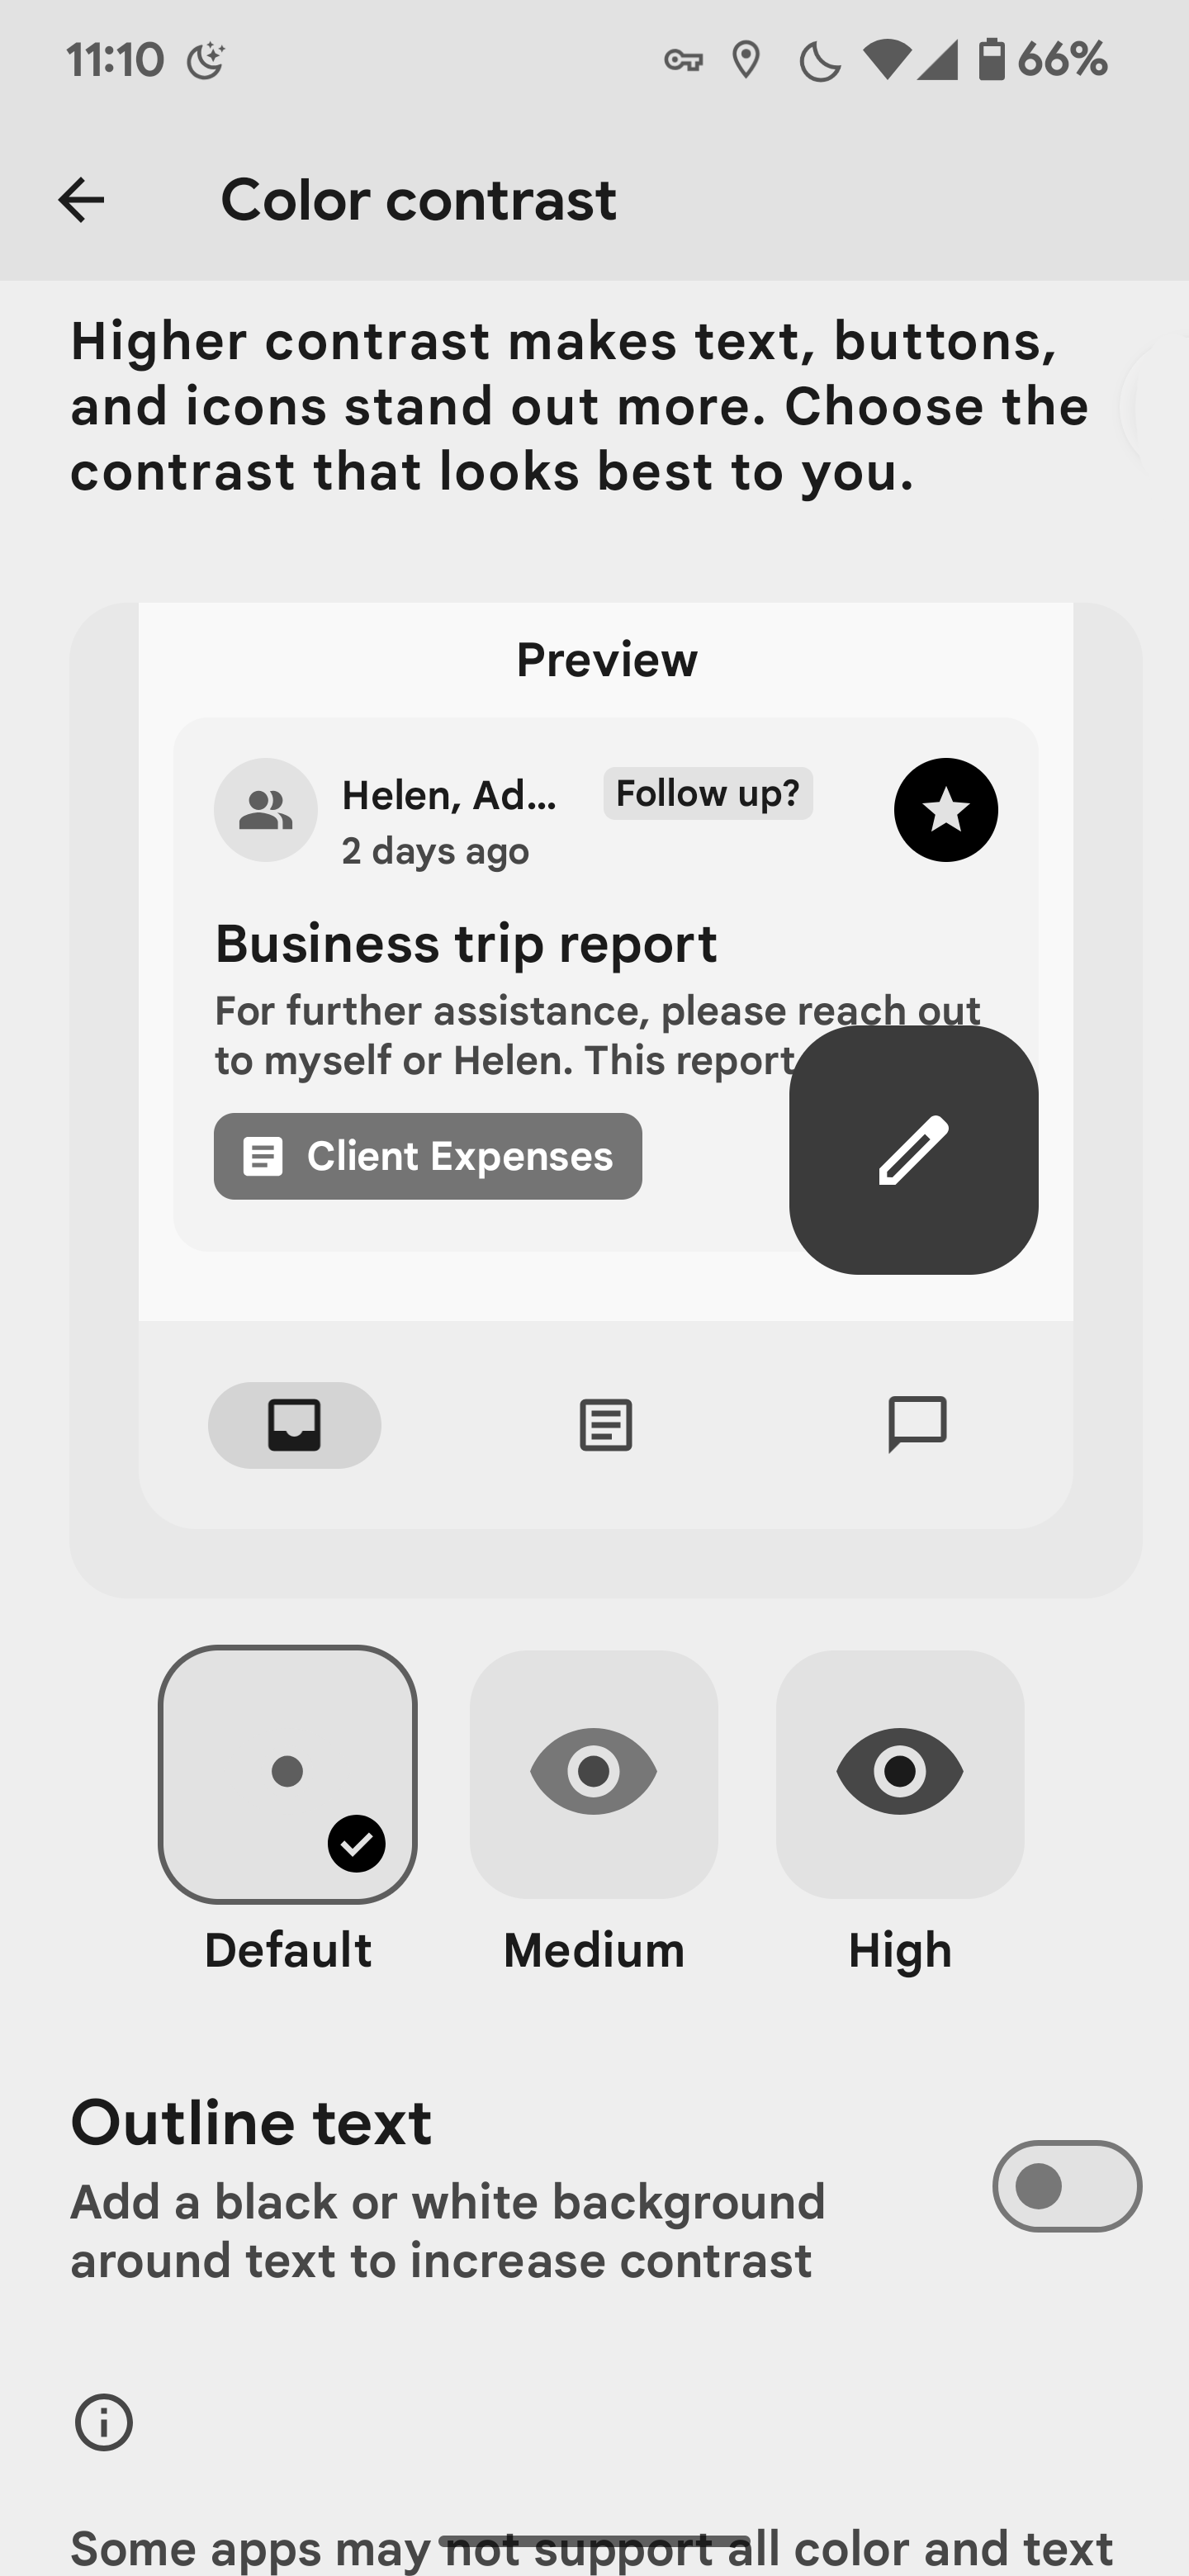 11:10
66%
Color contrast
Higher contrast makes text, buttons,
and icons stand out more. Choose the
contrast that looks best to you.
Preview
Helen, Ad...
Follow up?
2 days ago
Business trip report
For further assistance, please reach out
to myself or Helen. This report
Client Expenses
Default
Medium
High
Outline text
Add a black or white background
around text to increase contrast
Some apps may not support all color and text